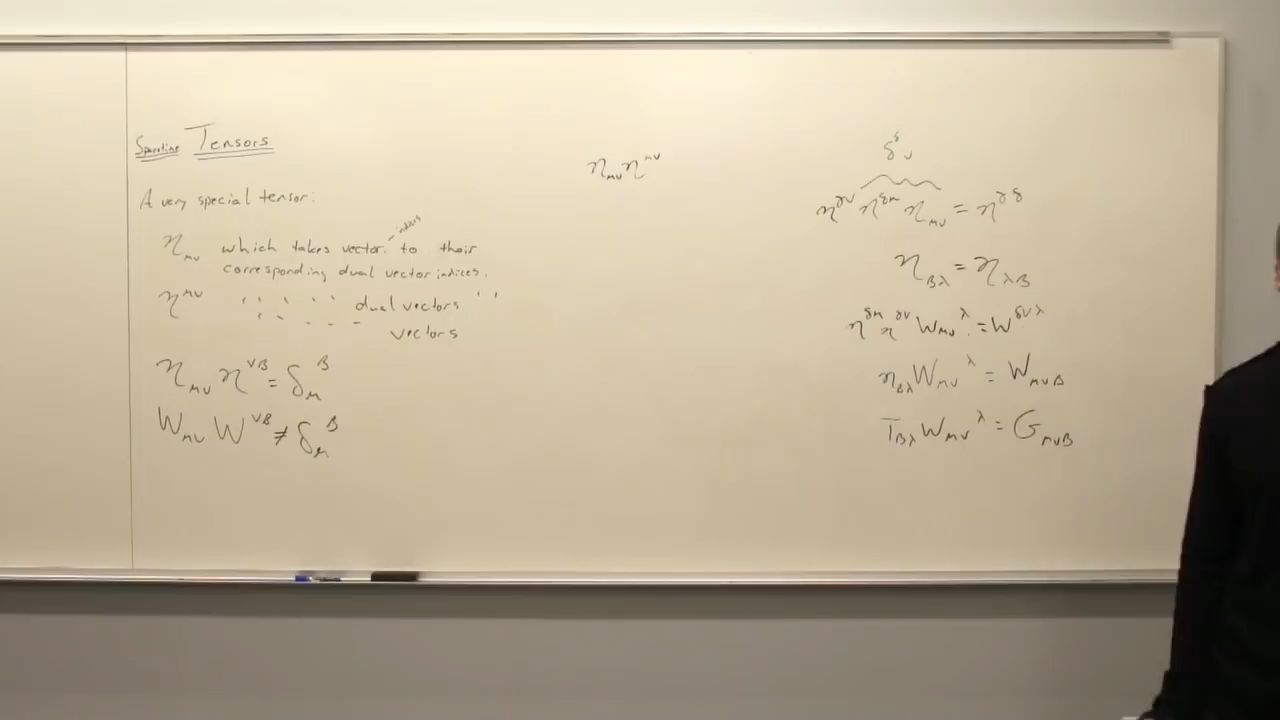 Spacetime Tensors
A very special tensor:
indices
η_μν which takes vector to their
corresponding dual vector indices.
η^μν " " " " dual vectors "
" " " " vectors
η_μν η^νβ = δ_μ^β
W_μν W^νβ ≠ δ_μ^β
η_μν η^μν
δ^δ_ν
η^γν η^δμ η_μν = η^γδ
η_βλ = η_λβ
η^δμ η^σν W_μν^λ = W^δνλ
η_βλ W_μν^λ = W_μνβ
T_βλ W_μν^λ = G_μνβ